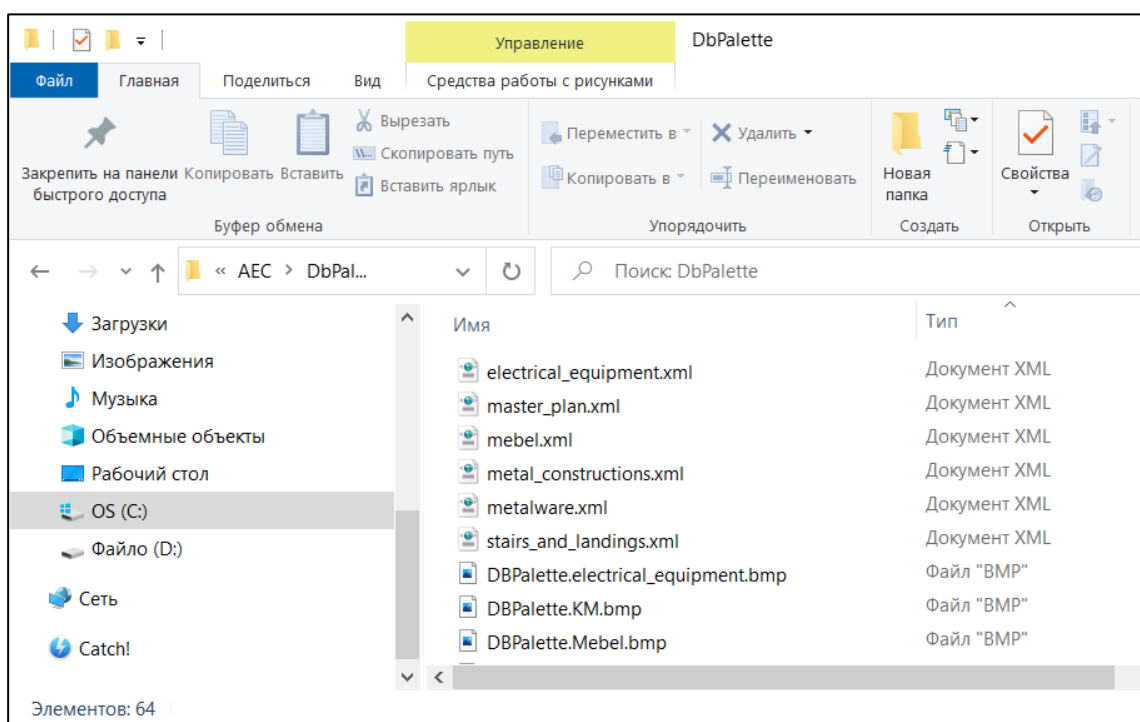 Управление
DbPalette
Файл
Главная
Поделиться
Вид
Средства работы с рисунками
Закрепить на панели быстрого доступа
Копировать
Вставить
Вырезать
Скопировать путь
Вставить ярлык
Буфер обмена
Переместить в
Копировать в
Удалить
Переименовать
Упорядочить
Новая папка
Создать
Свойства
Открыть
« AEC > DbPal...
Поиск: DbPalette
Загрузки
Изображения
Музыка
Объемные объекты
Рабочий стол
OS (C:)
Файло (D:)
Сеть
Catch!
Имя
Тип
electrical_equipment.xml
Документ XML
master_plan.xml
Документ XML
mebel.xml
Документ XML
metal_constructions.xml
Документ XML
metalware.xml
Документ XML
stairs_and_landings.xml
Документ XML
DBPalette.electrical_equipment.bmp
Файл "BMP"
DBPalette.KM.bmp
Файл "BMP"
DBPalette.Mebel.bmp
Файл "BMP"
Элементов: 64